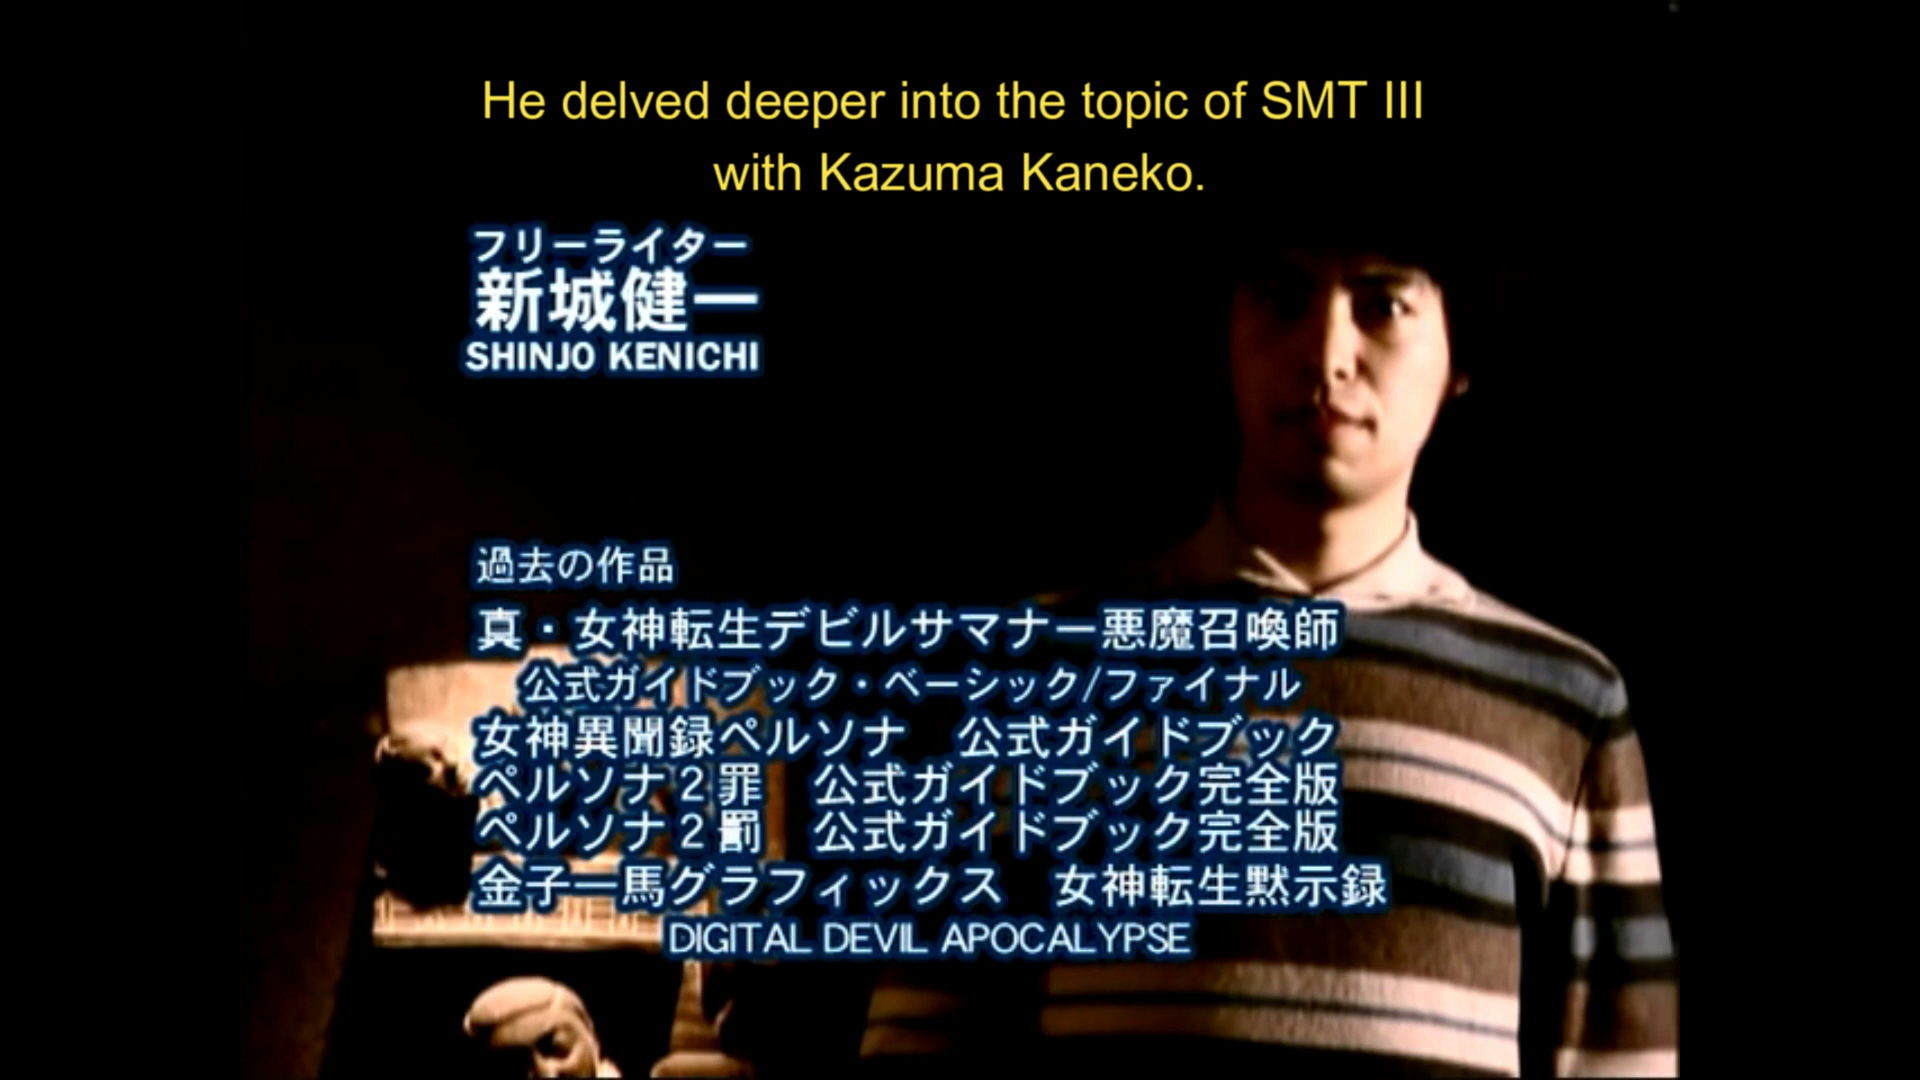 He delved deeper into the topic of SMT III
with Kazuma Kaneko.
フリーライター
新城健一
SHINJO KENICHI
過去の作品
真・女神転生デビルサマナー悪魔召喚師
公式ガイドブック・ベーシック/ファイナル
女神異聞録ペルソナ　公式ガイドブック
ペルソナ２罪　公式ガイドブック完全版
ペルソナ２罰　公式ガイドブック完全版
金子一馬グラフィックス　女神転生黙示録
DIGITAL DEVIL APOCALYPSE